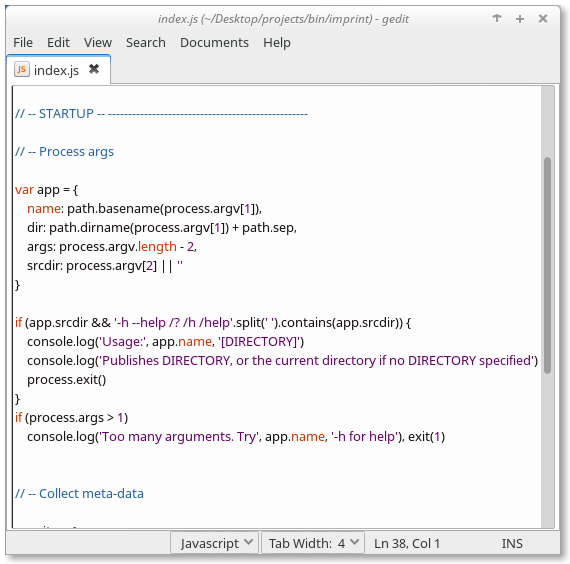 index.js (~/Desktop/projects/bin/imprint) - gedit
File Edit View Search Documents Help
JS index.js
// -- STARTUP -- --------------------------------------------------
// -- Process args
var app = {
    name: path.basename(process.argv[1]),
    dir: path.dirname(process.argv[1]) + path.sep,
    args: process.argv.length - 2,
    srcdir: process.argv[2] || ''
}
if (app.srcdir && '-h --help /? /h /help'.split(' ').contains(app.srcdir)) {
    console.log('Usage:', app.name, '[DIRECTORY]')
    console.log('Publishes DIRECTORY, or the current directory if no DIRECTORY specified')
    process.exit()
}
if (process.args > 1)
    console.log('Too many arguments. Try', app.name, '-h for help'), exit(1)
// -- Collect meta-data
Javascript Tab Width: 4 Ln 38, Col 1 INS